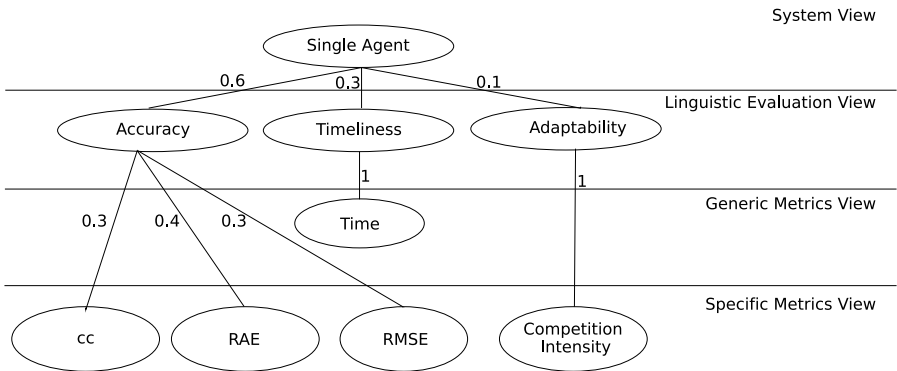 System View
Single Agent
0.6
0.3
0.1
Linguistic Evaluation View
Accuracy
Timeliness
Adaptability
1
1
Generic Metrics View
0.3
0.4
0.3
Time
Specific Metrics View
cc
RAE
RMSE
Competition
Intensity